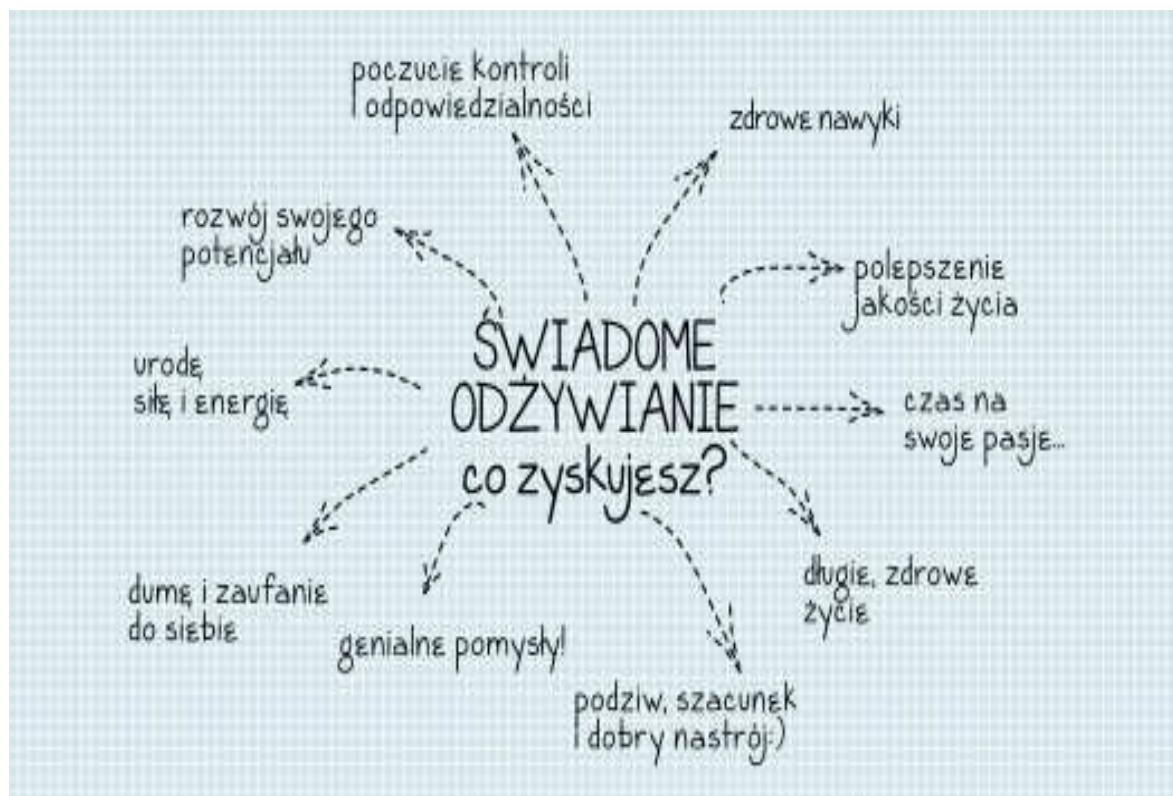 poczucie kontroli
i odpowiedzialności
zdrowe nawyki
rozwój swojego
potencjału
polepszenie
jakości życia
ŚWIADOME
ODŻYWIANIE
co zyskujesz?
urodę
siłę i energię
czas na
swoje pasje...
dumę i zaufanie
do siebie
genialne pomysły!
długie, zdrowe
życie
podziw, szacunek
i dobry nastrój:)